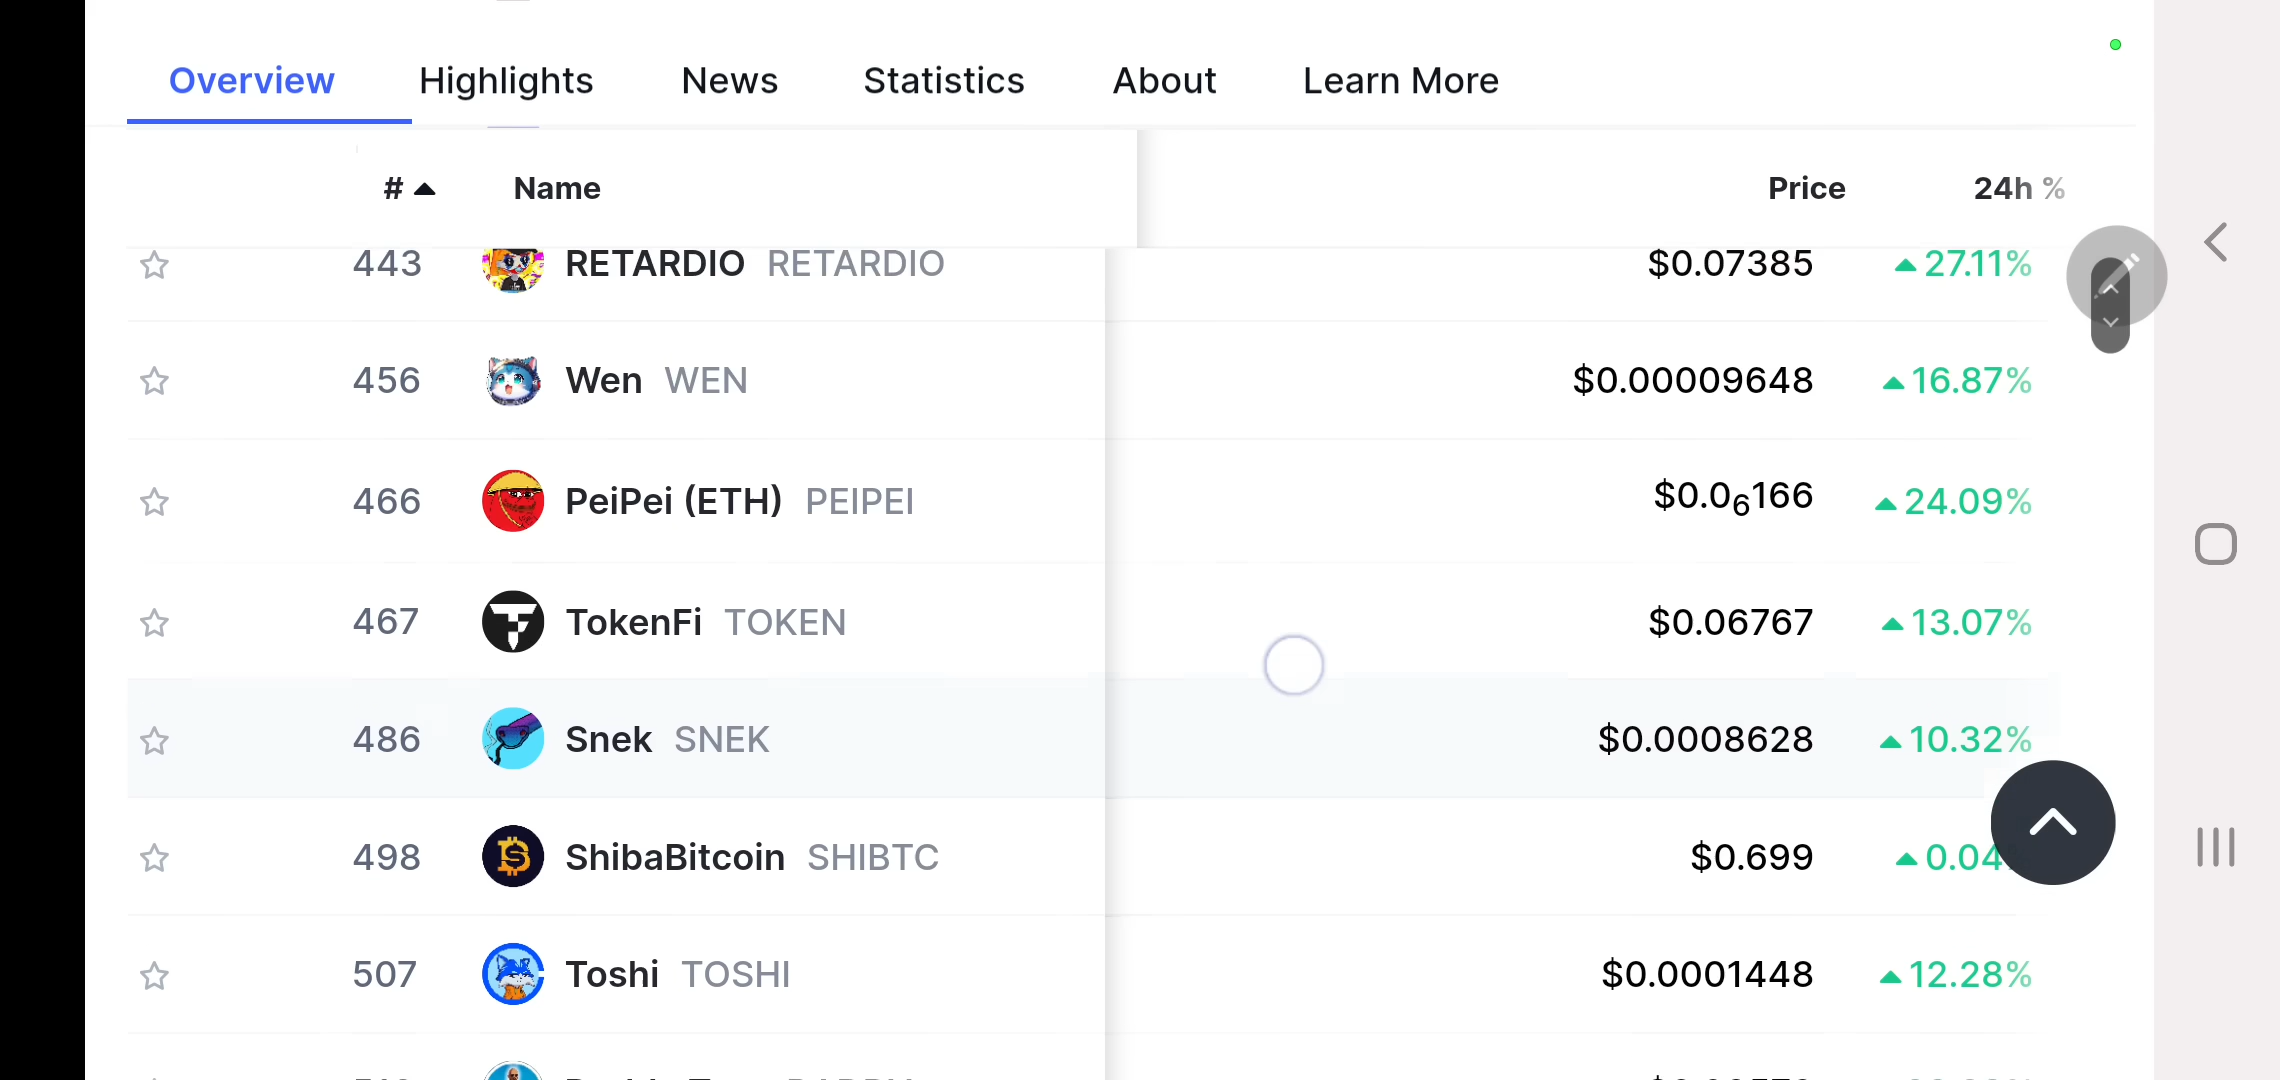 Overview Highlights News Statistics About Learn More
# Name Price 24h %
443 RETARDIO RETARDIO $0.07385 27.11%
456 Wen WEN $0.00009648 16.87%
466 PeiPei (ETH) PEIPEI $0.0₆166 24.09%
467 TokenFi TOKEN $0.06767 13.07%
486 Snek SNEK $0.0008628 10.32%
498 ShibaBitcoin SHIBTC $0.699 0.04
507 Toshi TOSHI $0.0001448 12.28%